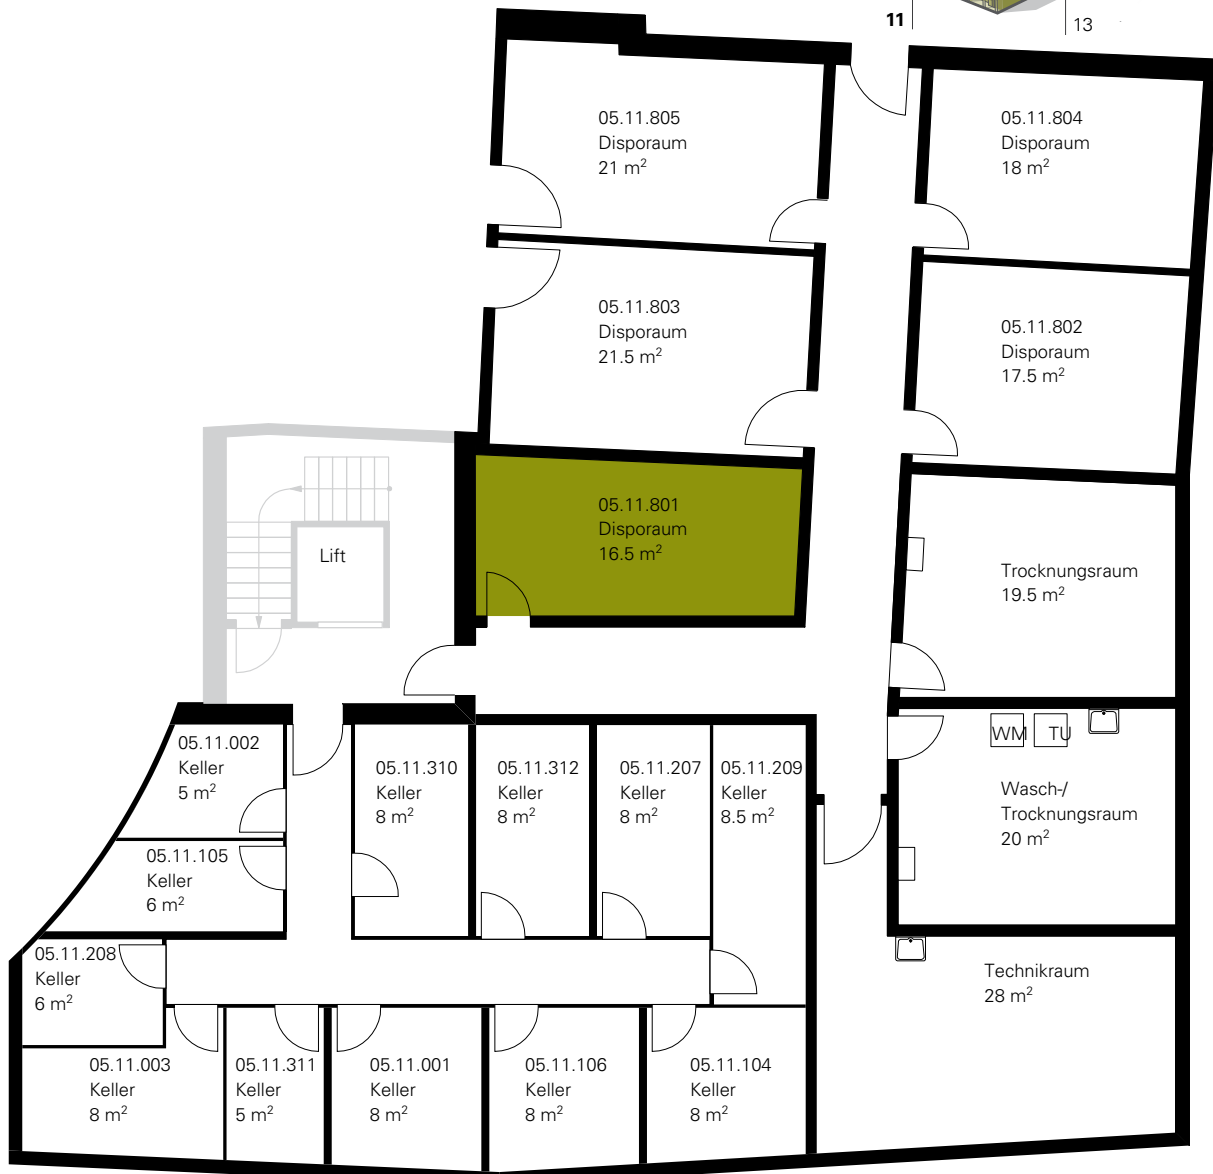 11
13
05.11.805
Disporaum
21 m²
05.11.804
Disporaum
18 m²
05.11.803
Disporaum
21.5 m²
05.11.802
Disporaum
17.5 m²
05.11.801
Disporaum
16.5 m²
Lift
Trocknungsraum
19.5 m²
WM TU
Wasch-/
Trocknungsraum
20 m²
05.11.002
Keller
5 m²
05.11.310
Keller
8 m²
05.11.312
Keller
8 m²
05.11.207
Keller
8 m²
05.11.209
Keller
8.5 m²
05.11.105
Keller
6 m²
05.11.208
Keller
6 m²
Technikraum
28 m²
05.11.003
Keller
8 m²
05.11.311
Keller
5 m²
05.11.001
Keller
8 m²
05.11.106
Keller
8 m²
05.11.104
Keller
8 m²